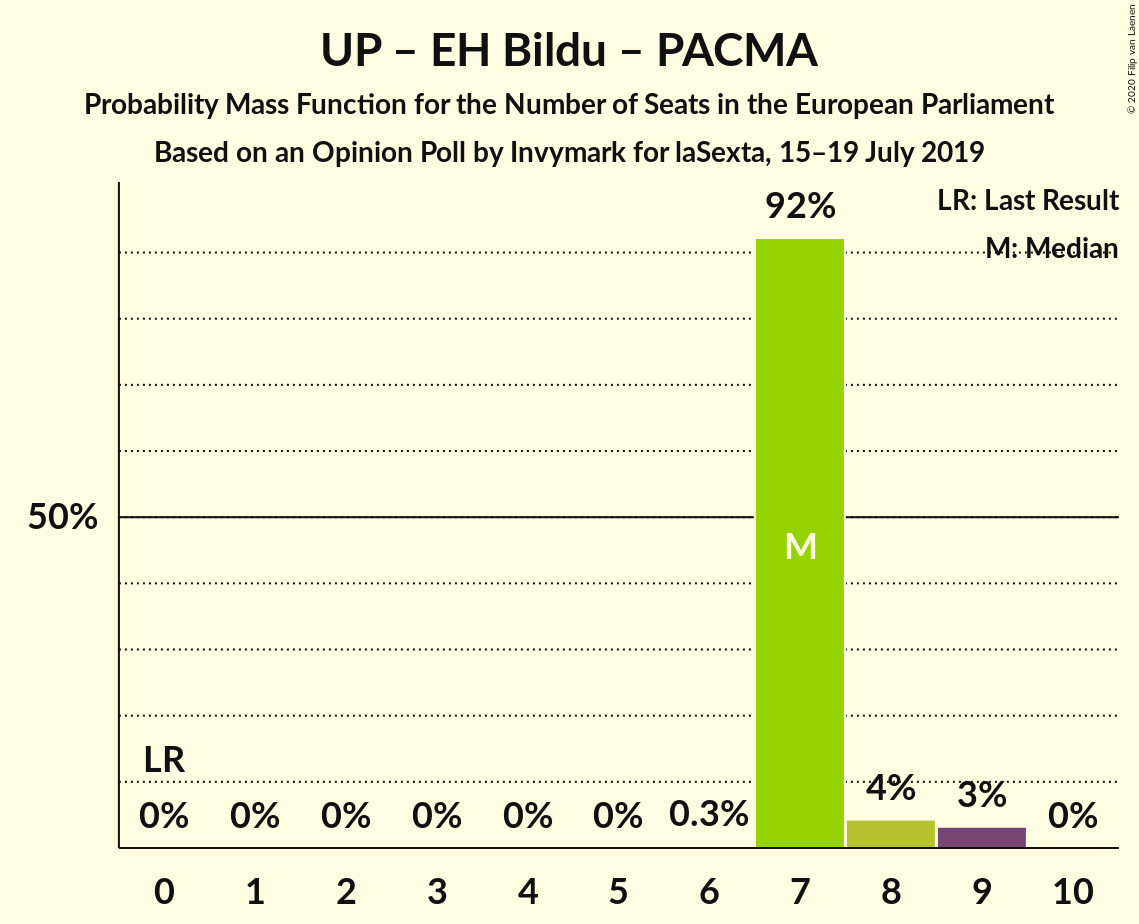 UP – EH Bildu – PACMA
Probability Mass Function for the Number of Seats in the European Parliament
Based on an Opinion Poll by Invymark for laSexta, 15–19 July 2019
© 2020 Filip van Laenen
LR: Last Result
M: Median
92%
50%
M
LR
0%
0%
0%
0%
0%
0%
0.3%
4%
3%
0%
0
1
2
3
4
5
6
7
8
9
10